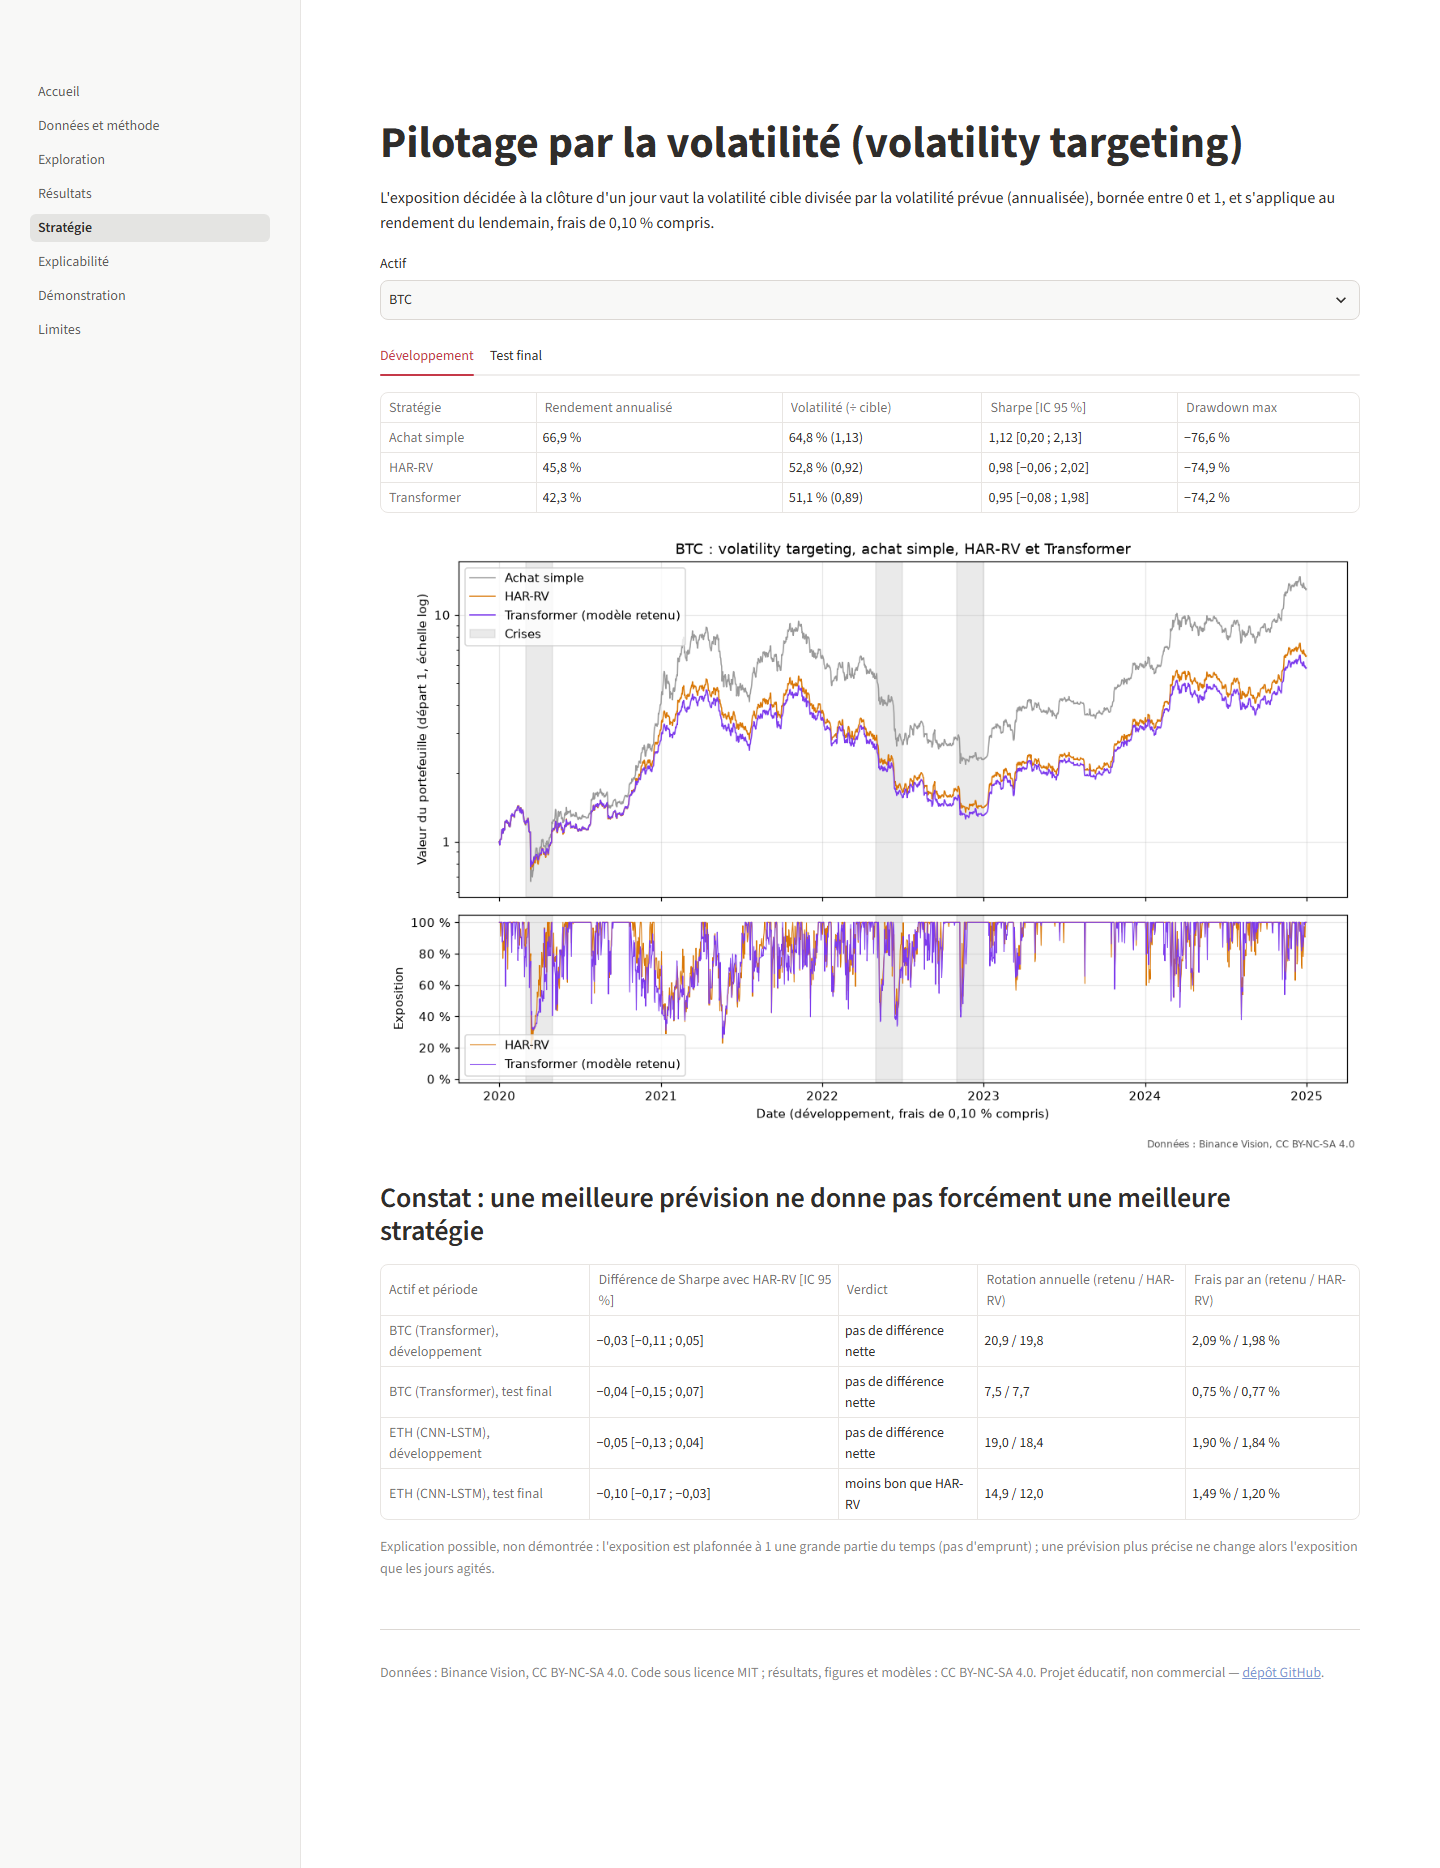 Accueil
Données et méthode
Exploration
Résultats
Stratégie
Explicabilité
Démonstration
Limites
Pilotage par la volatilité (volatility targeting)
L'exposition décidée à la clôture d'un jour vaut la volatilité cible divisée par la volatilité prévue (annualisée), bornée entre 0 et 1, et s'applique au
rendement du lendemain, frais de 0,10 % compris.
Actif
BTC
Développement Test final
Stratégie Rendement annualisé Volatilité (÷ cible) Sharpe [IC 95 %] Drawdown max
Achat simple 66,9 % 64,8 % (1,13) 1,12 [0,20 ; 2,13] −76,6 %
HAR-RV 45,8 % 52,8 % (0,92) 0,98 [−0,06 ; 2,02] −74,9 %
Transformer 42,3 % 51,1 % (0,89) 0,95 [−0,08 ; 1,98] −74,2 %
BTC : volatility targeting, achat simple, HAR-RV et Transformer
Achat simple
HAR-RV
Transformer (modèle retenu)
Crises
Valeur du portefeuille (départ 1, échelle log)
10
1
100 %
80 %
60 %
40 %
20 %
0 %
Exposition
HAR-RV
Transformer (modèle retenu)
2020 2021 2022 2023 2024 2025
Date (développement, frais de 0,10 % compris)
Données : Binance Vision, CC BY-NC-SA 4.0
Constat : une meilleure prévision ne donne pas forcément une meilleure
stratégie
Actif et période Différence de Sharpe avec HAR-RV [IC 95
%] Verdict Rotation annuelle (retenu / HAR-
RV) Frais par an (retenu / HAR-
RV)
BTC (Transformer),
développement −0,03 [−0,11 ; 0,05] pas de différence
nette 20,9 / 19,8 2,09 % / 1,98 %
BTC (Transformer), test final −0,04 [−0,15 ; 0,07] pas de différence
nette 7,5 / 7,7 0,75 % / 0,77 %
ETH (CNN-LSTM),
développement −0,05 [−0,13 ; 0,04] pas de différence
nette 19,0 / 18,4 1,90 % / 1,84 %
ETH (CNN-LSTM), test final −0,10 [−0,17 ; −0,03] moins bon que HAR-
RV 14,9 / 12,0 1,49 % / 1,20 %
Explication possible, non démontrée : l'exposition est plafonnée à 1 une grande partie du temps (pas d'emprunt) ; une prévision plus précise ne change alors l'exposition
que les jours agités.
Données : Binance Vision, CC BY-NC-SA 4.0. Code sous licence MIT ; résultats, figures et modèles : CC BY-NC-SA 4.0. Projet éducatif, non commercial — dépôt GitHub.